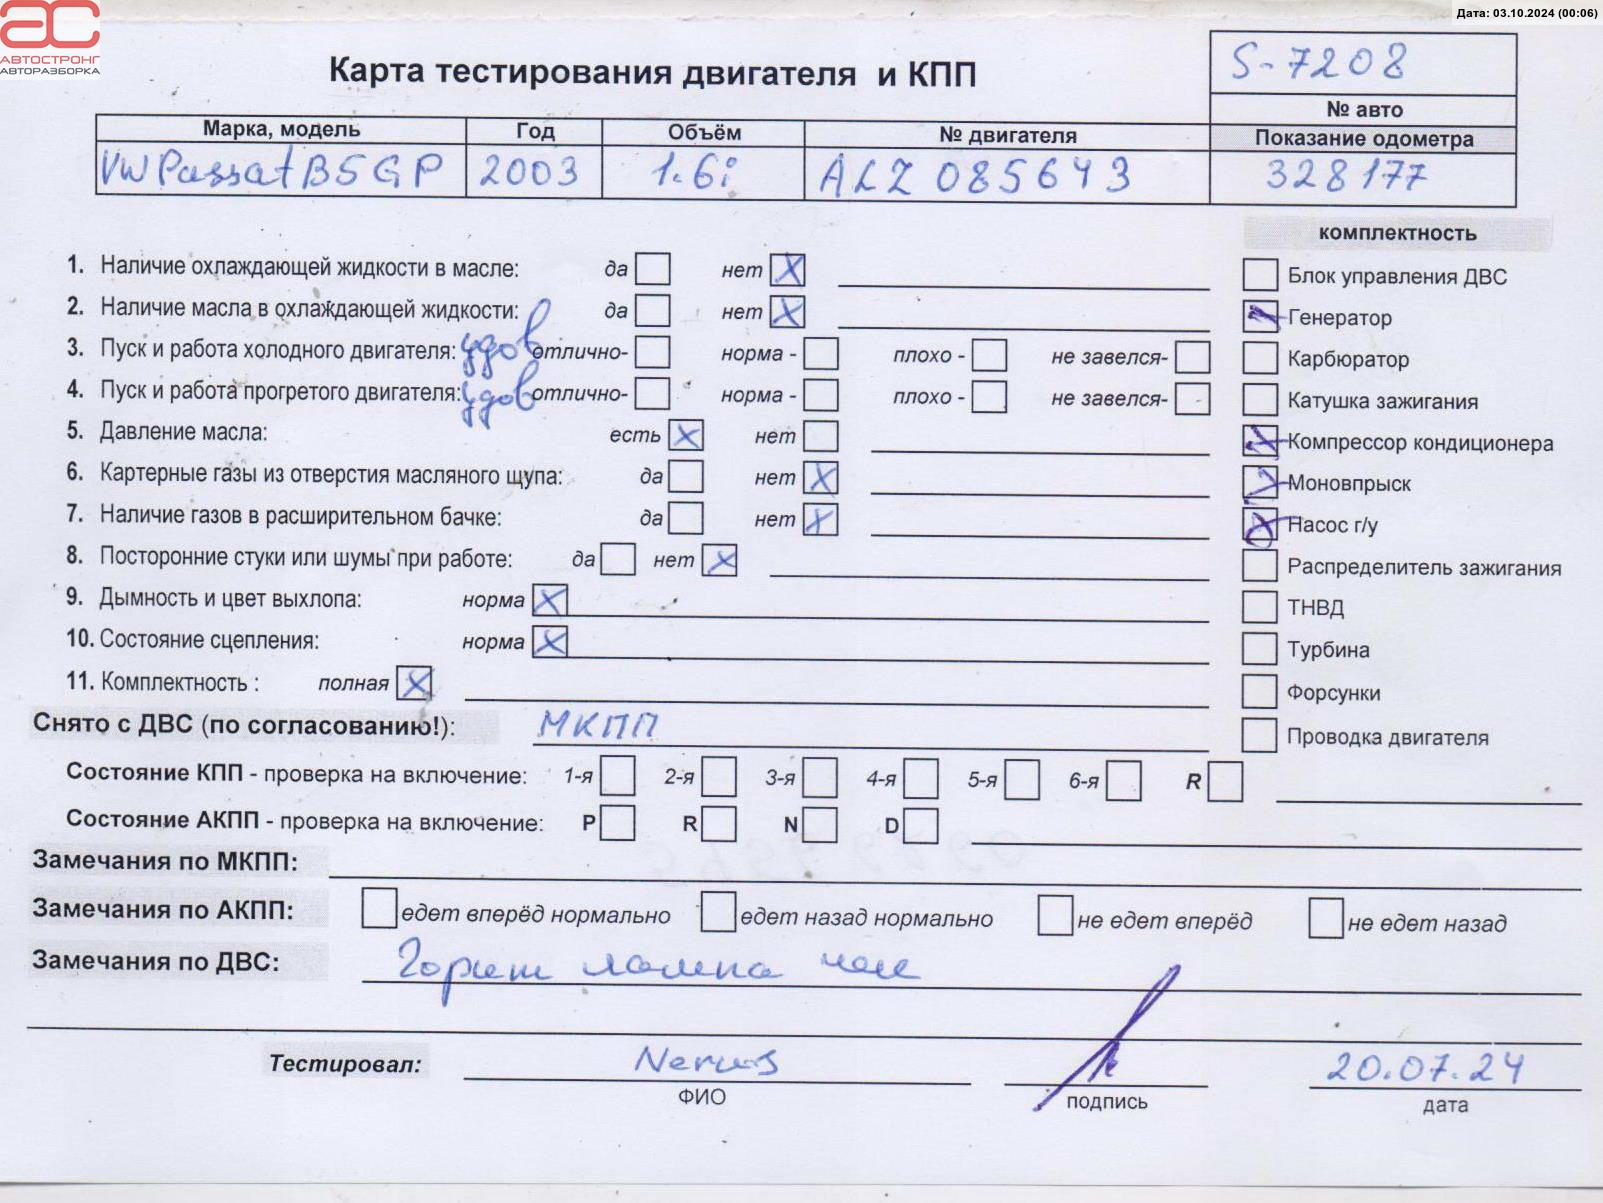 Дата: 03.10.2024 (00:06)
АВТОСТРОНГ
АВТОРАЗБОРКА
Карта тестирования двигателя и КПП
S-7208
№ авто
Марка, модель Год Объём № двигателя Показание одометра
VW Passat B5 GP 2003 1.6i ALZ 085643 328177
комплектность
1. Наличие охлаждающей жидкости в масле: да нет X
2. Наличие масла в охлаждающей жидкости: да нет X
3. Пуск и работа холодного двигателя: удов отлично- норма - плохо - не завелся-
4. Пуск и работа прогретого двигателя: удов отлично- норма - плохо - не завелся-
5. Давление масла: есть X нет
6. Картерные газы из отверстия масляного щупа: да нет X
7. Наличие газов в расширительном бачке: да нет X
8. Посторонние стуки или шумы при работе: да нет X
9. Дымность и цвет выхлопа: норма X
10. Состояние сцепления: норма X
11. Комплектность : полная X
Блок управления ДВС
Генератор
Карбюратор
Катушка зажигания
Компрессор кондиционера
Моновпрыск
Насос г/у
Распределитель зажигания
ТНВД
Турбина
Форсунки
Проводка двигателя
Снято с ДВС (по согласованию!): МКПП
Состояние КПП - проверка на включение: 1-я 2-я 3-я 4-я 5-я 6-я R
Состояние АКПП - проверка на включение: P R N D
Замечания по МКПП:
Замечания по АКПП: едет вперёд нормально едет назад нормально не едет вперёд не едет назад
Замечания по ДВС: Горит лампа
Тестировал: 20.07.24
ФИО подпись дата